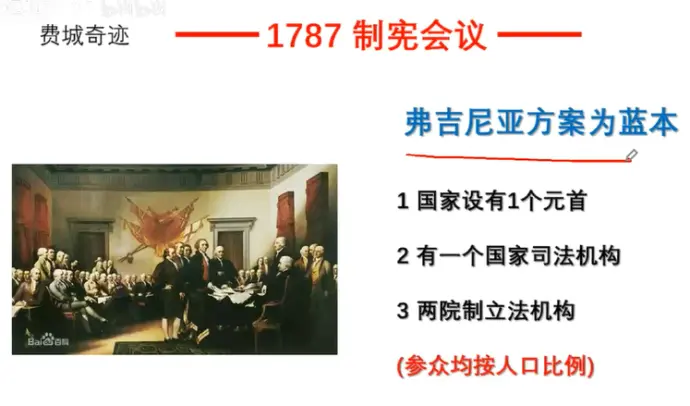 费城奇迹
1787 制宪会议
弗吉尼亚方案为蓝本
1 国家设有1个元首
2 有一个国家司法机构
3 两院制立法机构
(参众均按人口比例)
Bai百科